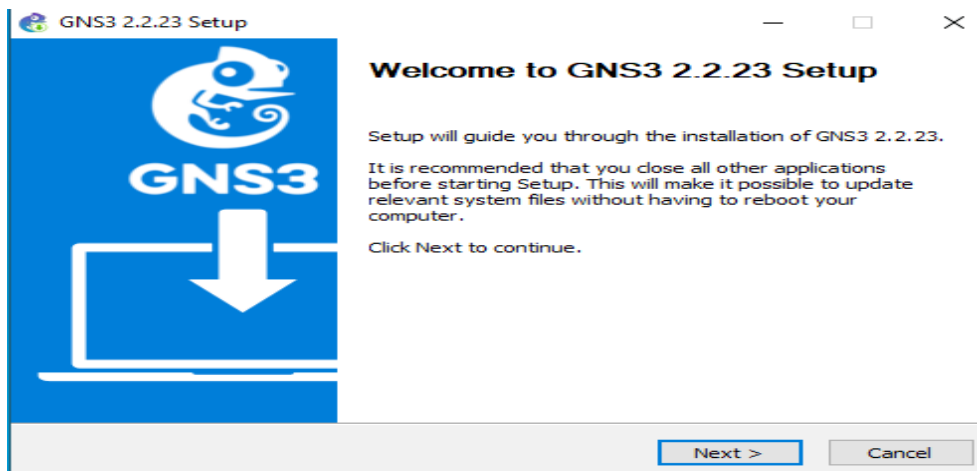 GNS3 2.2.23 Setup
Welcome to GNS3 2.2.23 Setup
Setup will guide you through the installation of GNS3 2.2.23.
It is recommended that you close all other applications
before starting Setup. This will make it possible to update
relevant system files without having to reboot your
computer.
Click Next to continue.
GNS3
Next >
Cancel